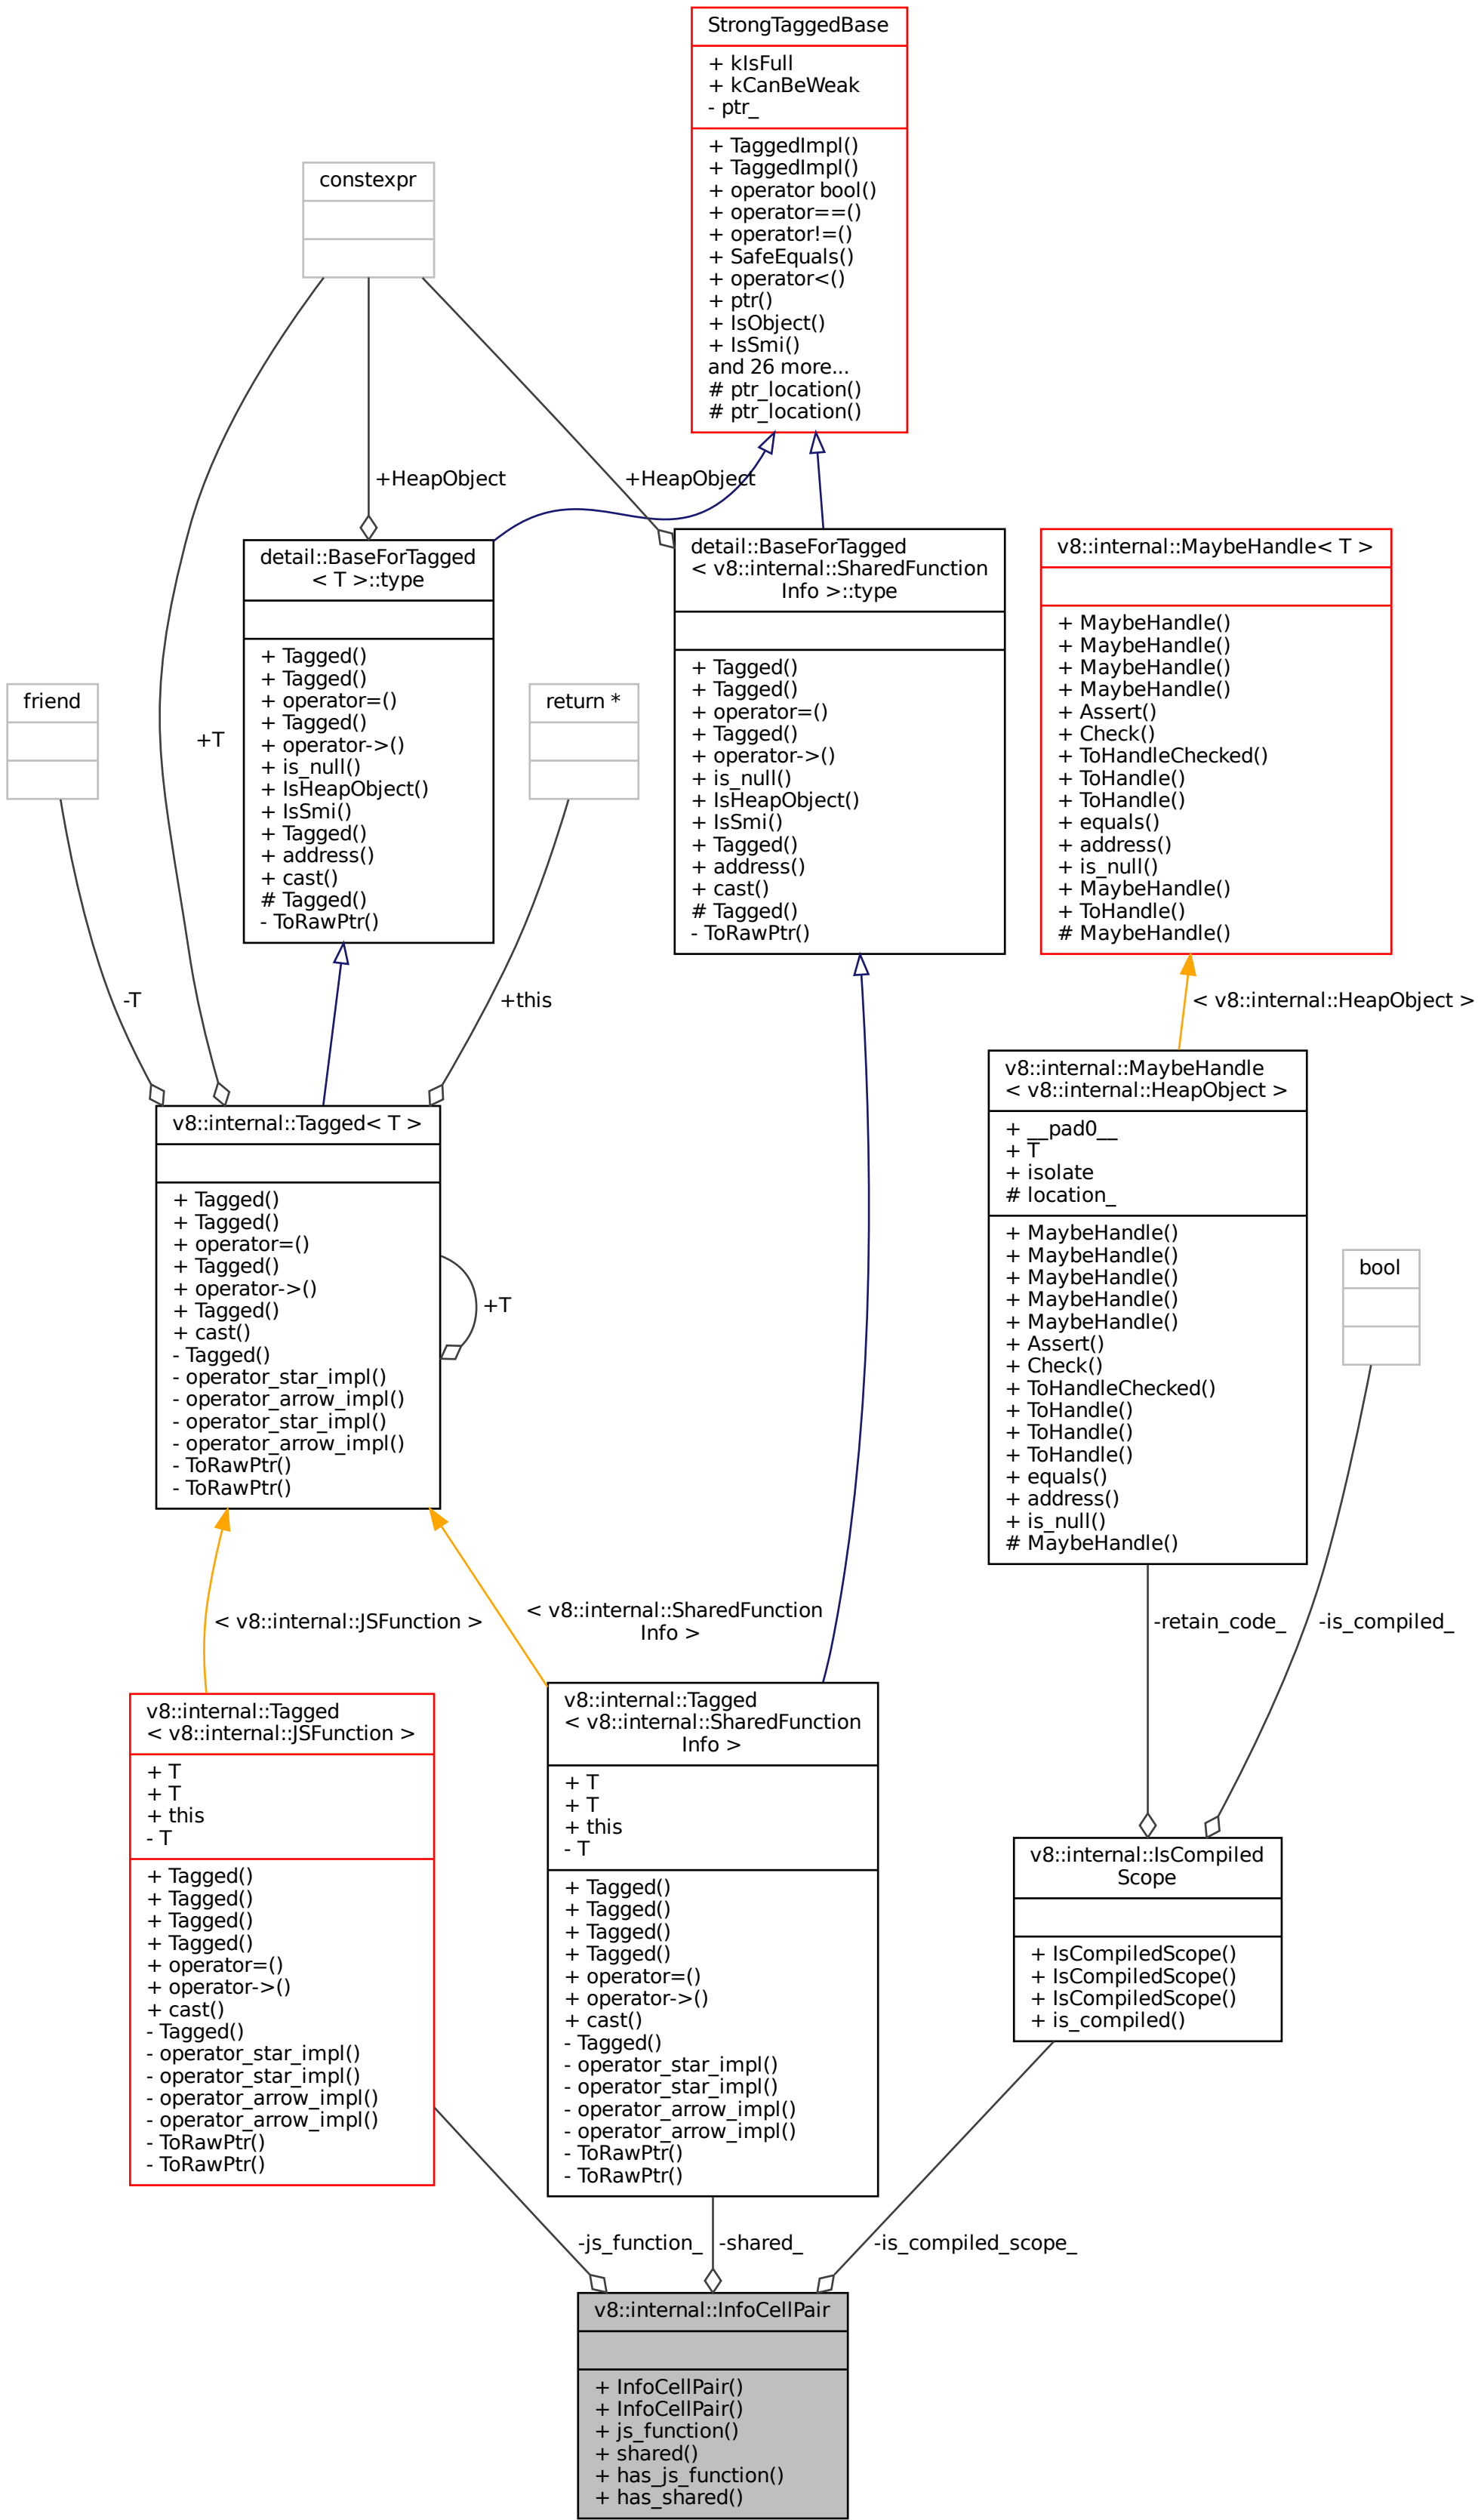 StrongTaggedBase
+ kIsFull
+ kCanBeWeak
- ptr_
+ TaggedImpl()
+ TaggedImpl()
+ operator bool()
+ operator==()
+ operator!=()
+ SafeEquals()
+ operator<()
+ ptr()
+ IsObject()
+ IsSmi()
and 26 more...
# ptr_location()
# ptr_location()
constexpr
+HeapObject
+HeapObject
detail::BaseForTagged
< T >::type
+ Tagged()
+ Tagged()
+ operator=()
+ Tagged()
+ operator->()
+ is_null()
+ IsHeapObject()
+ IsSmi()
+ Tagged()
+ address()
+ cast()
# Tagged()
- ToRawPtr()
detail::BaseForTagged
< v8::internal::SharedFunction
Info >::type
+ Tagged()
+ Tagged()
+ operator=()
+ Tagged()
+ operator->()
+ is_null()
+ IsHeapObject()
+ IsSmi()
+ Tagged()
+ address()
+ cast()
# Tagged()
- ToRawPtr()
v8::internal::MaybeHandle< T >
+ MaybeHandle()
+ MaybeHandle()
+ MaybeHandle()
+ MaybeHandle()
+ Assert()
+ Check()
+ ToHandleChecked()
+ ToHandle()
+ ToHandle()
+ equals()
+ address()
+ is_null()
+ MaybeHandle()
+ ToHandle()
# MaybeHandle()
friend
return *
+T
-T
+this
< v8::internal::HeapObject >
v8::internal::Tagged< T >
+ Tagged()
+ Tagged()
+ operator=()
+ Tagged()
+ operator->()
+ Tagged()
+ cast()
- Tagged()
- operator_star_impl()
- operator_arrow_impl()
- operator_star_impl()
- operator_arrow_impl()
- ToRawPtr()
- ToRawPtr()
+T
v8::internal::MaybeHandle
< v8::internal::HeapObject >
+ __pad0__
+ T
+ isolate
# location_
+ MaybeHandle()
+ MaybeHandle()
+ MaybeHandle()
+ MaybeHandle()
+ MaybeHandle()
+ Assert()
+ Check()
+ ToHandleChecked()
+ ToHandle()
+ ToHandle()
+ ToHandle()
+ equals()
+ address()
+ is_null()
# MaybeHandle()
bool
< v8::internal::JSFunction >
< v8::internal::SharedFunction
Info >
-retain_code_
-is_compiled_
v8::internal::Tagged
< v8::internal::JSFunction >
+ T
+ T
+ this
- T
+ Tagged()
+ Tagged()
+ Tagged()
+ Tagged()
+ operator=()
+ operator->()
+ cast()
- Tagged()
- operator_star_impl()
- operator_star_impl()
- operator_arrow_impl()
- operator_arrow_impl()
- ToRawPtr()
- ToRawPtr()
v8::internal::Tagged
< v8::internal::SharedFunction
Info >
+ T
+ T
+ this
- T
+ Tagged()
+ Tagged()
+ Tagged()
+ Tagged()
+ operator=()
+ operator->()
+ cast()
- Tagged()
- operator_star_impl()
- operator_star_impl()
- operator_arrow_impl()
- operator_arrow_impl()
- ToRawPtr()
- ToRawPtr()
v8::internal::IsCompiled
Scope
+ IsCompiledScope()
+ IsCompiledScope()
+ IsCompiledScope()
+ is_compiled()
-js_function_
-shared_
-is_compiled_scope_
v8::internal::InfoCellPair
+ InfoCellPair()
+ InfoCellPair()
+ js_function()
+ shared()
+ has_js_function()
+ has_shared()